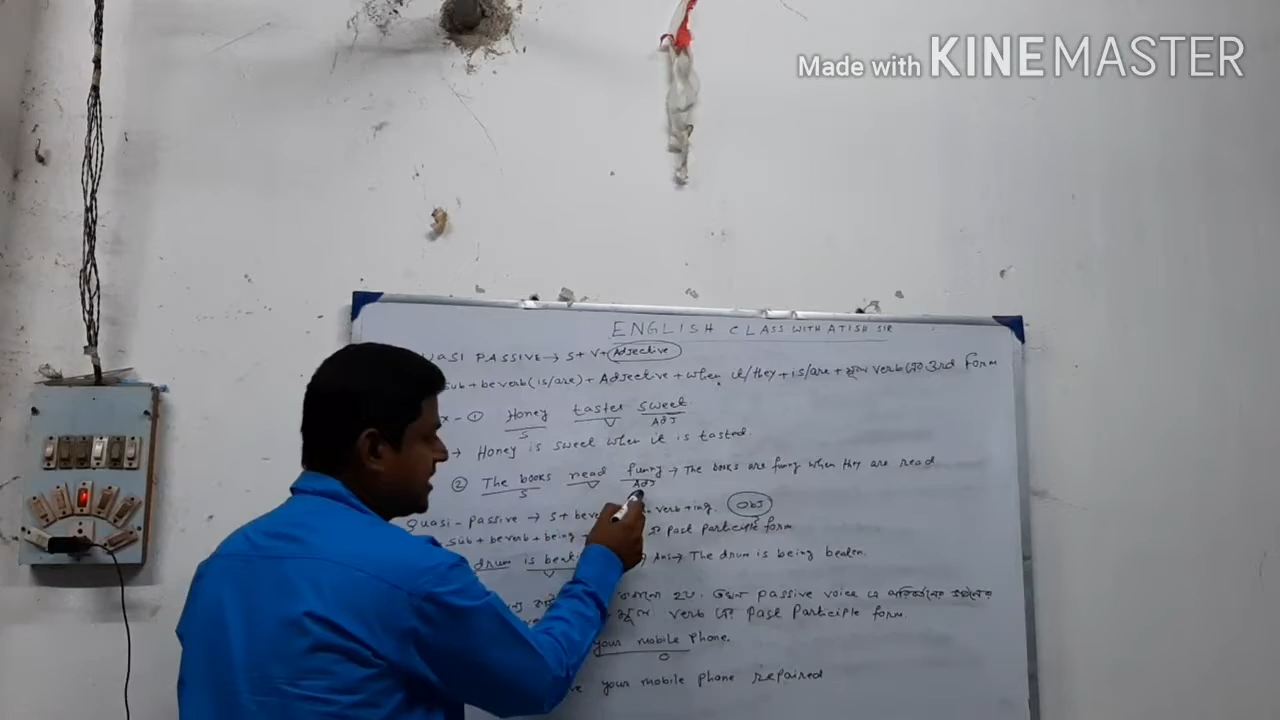 Made with KINEMASTER
ENGLISH CLASS WITH ATISH SIR
QUASI PASSIVE → S + V + Adjective
sub + be verb (is/are) + Adjective + when it/they + is/are + মূল verb এর 3rd Form
① Honey tastes sweet
S V Adj
→ Honey is sweet when it is tasted.
② The books read funny → The books are funny when they are read
S V Adj
Quasi-Passive → S + be verb + ing. Obj
sub + be verb + being + Past Participle form
drum is Ans → The drum is being beaten.
V
হয়. Passive voice এ
মূল verb এর Past Participle form.
your mobile phone.
O
your mobile phone repaired